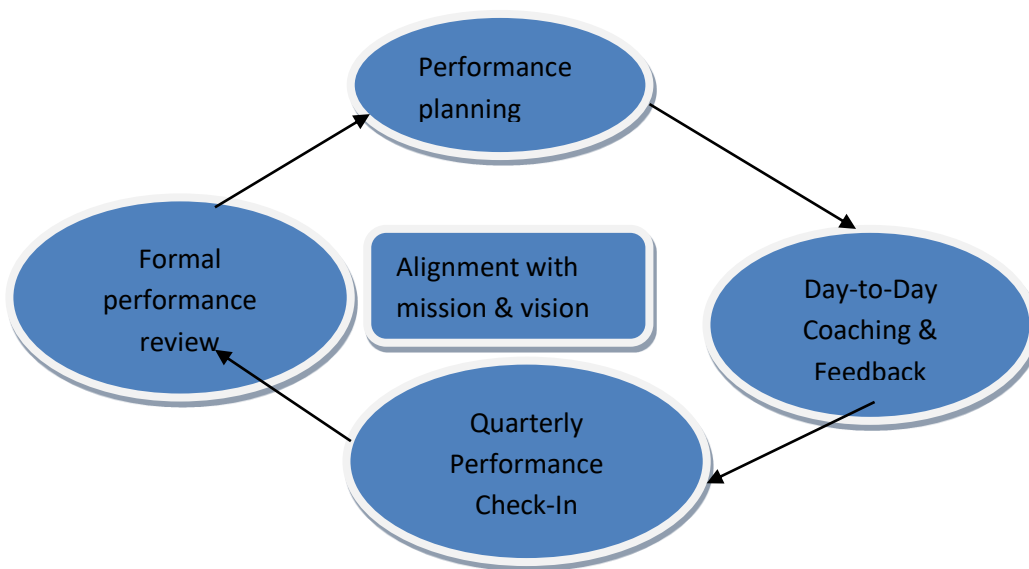 Performance
planning
Formal
performance
review
Alignment with
mission & vision
Day-to-Day
Coaching &
Feedback
Quarterly
Performance
Check-In